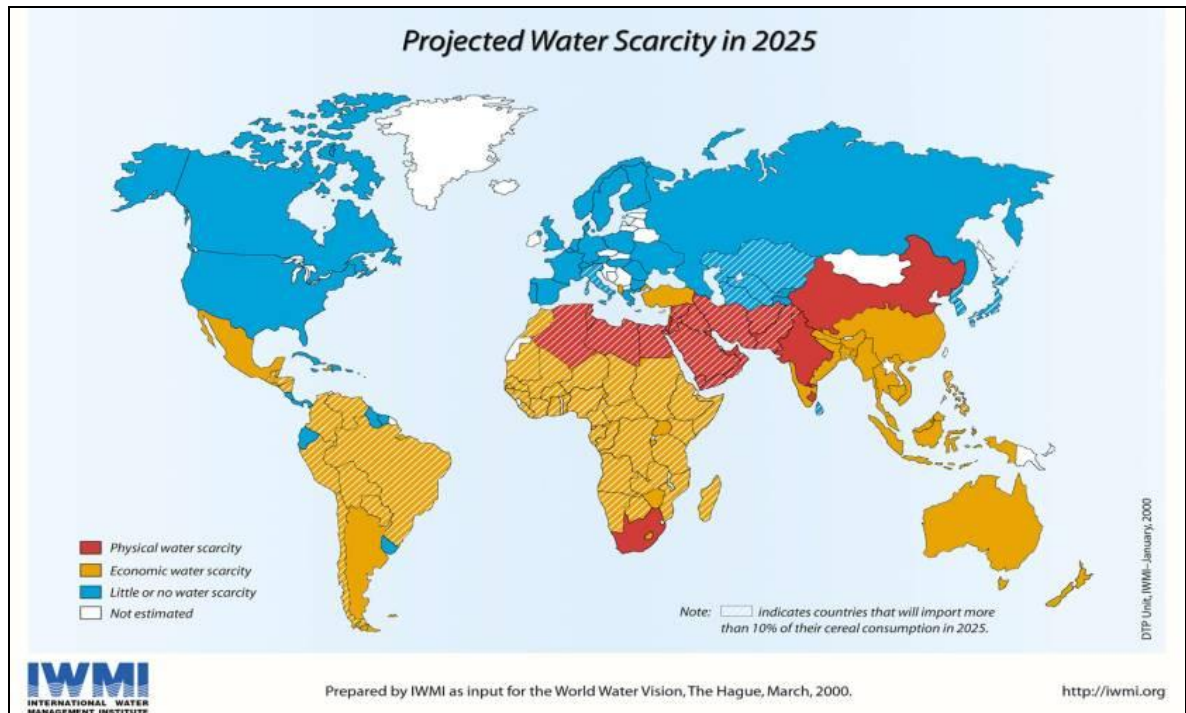 Projected Water Scarcity in 2025
Physical water scarcity
Economic water scarcity
Little or no water scarcity
Not estimated
Note: indicates countries that will import more
than 10% of their cereal consumption in 2025.
DTP Unit, IWMI–January, 2000
IWMI
INTERNATIONAL WATER
MANAGEMENT INSTITUTE
Prepared by IWMI as input for the World Water Vision, The Hague, March, 2000.
http://iwmi.org